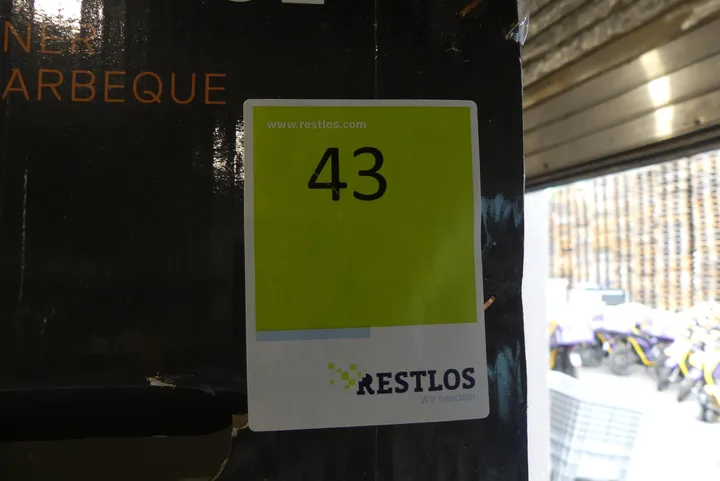 NER
ARBEQUE
www.restlos.com
43
RESTLOS
Wir handeln